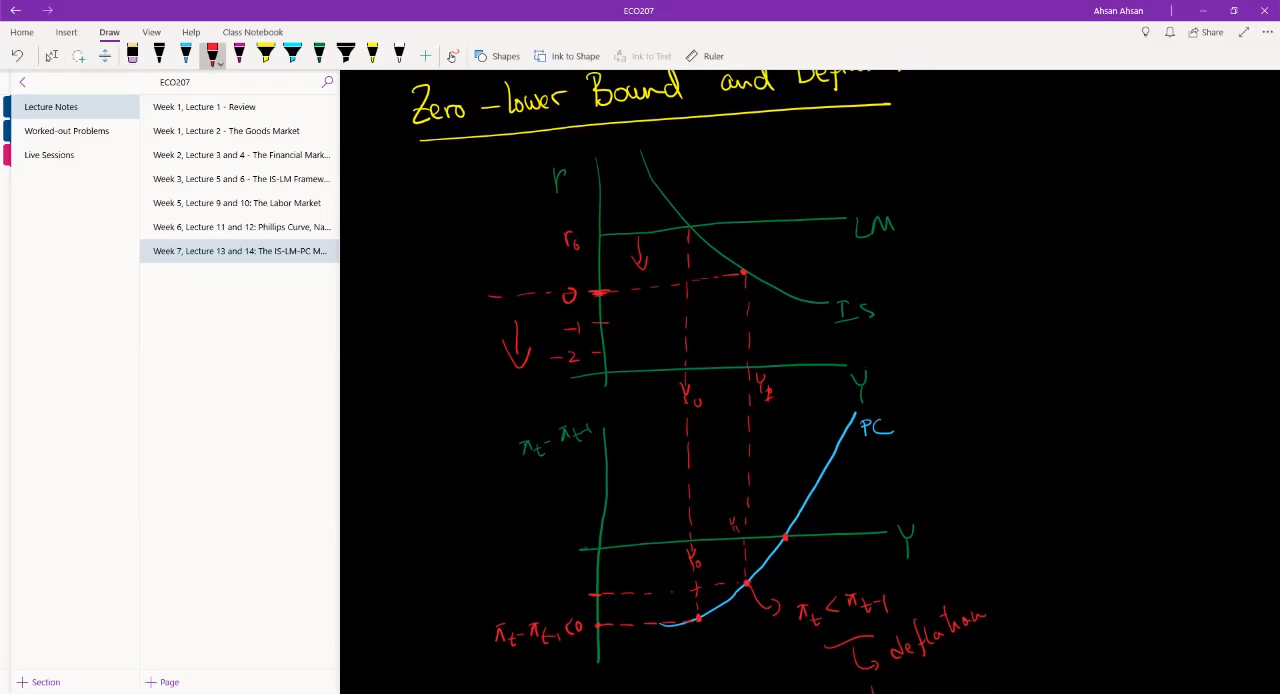 ECO207
Ahsan Ahsan
Home Insert Draw View Help Class Notebook
Shapes Ink to Shape Ink to Text Ruler
Share
ECO207
Lecture Notes
Worked-out Problems
Live Sessions
Week 1, Lecture 1 - Review
Week 1, Lecture 2 - The Goods Market
Week 2, Lecture 3 and 4 - The Financial Mark...
Week 3, Lecture 5 and 6 - The IS-LM Framew...
Week 5, Lecture 9 and 10: The Labor Market
Week 6, Lecture 11 and 12: Phillips Curve, Na...
Week 7, Lecture 13 and 14: The IS-LM-PC M...
+ Section
+ Page
Zero-lower Bound and
r
LM
r₀
0
-1
-2
IS
Y₀
Y
πt - πt-1
PC
Y
Y₀
πt - πt-1 <0
πt < πt-1
deflation